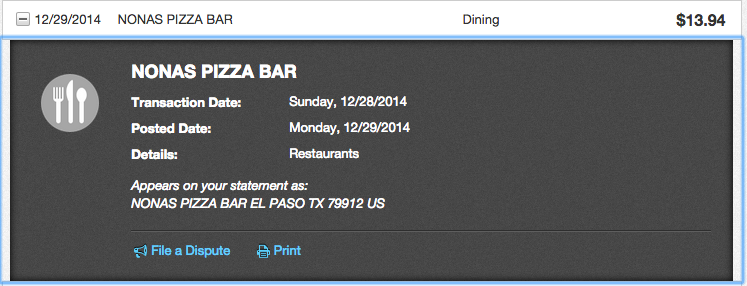 12/29/2014 NONAS PIZZA BAR Dining $13.94
NONAS PIZZA BAR
Transaction Date: Sunday, 12/28/2014
Posted Date: Monday, 12/29/2014
Details: Restaurants
Appears on your statement as:
NONAS PIZZA BAR EL PASO TX 79912 US
File a Dispute Print